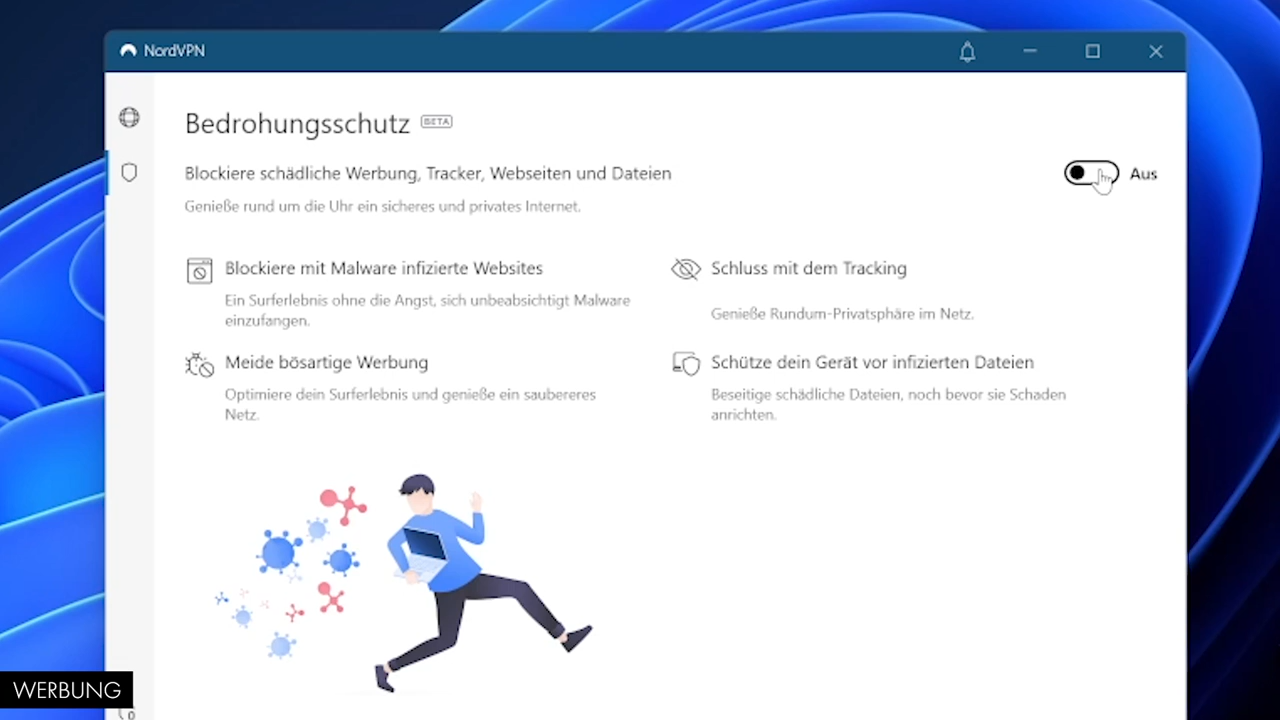 NordVPN
Bedrohungsschutz BETA
Blockiere schädliche Werbung, Tracker, Webseiten und Dateien
Aus
Genieße rund um die Uhr ein sicheres und privates Internet.
Blockiere mit Malware infizierte Websites
Ein Surferlebnis ohne die Angst, sich unbeabsichtigt Malware
einzufangen.
Schluss mit dem Tracking
Genieße Rundum-Privatsphäre im Netz.
Meide bösartige Werbung
Optimiere dein Surferlebnis und genieße ein saubereres
Netz.
Schütze dein Gerät vor infizierten Dateien
Beseitige schädliche Dateien, noch bevor sie Schaden
anrichten.
WERBUNG